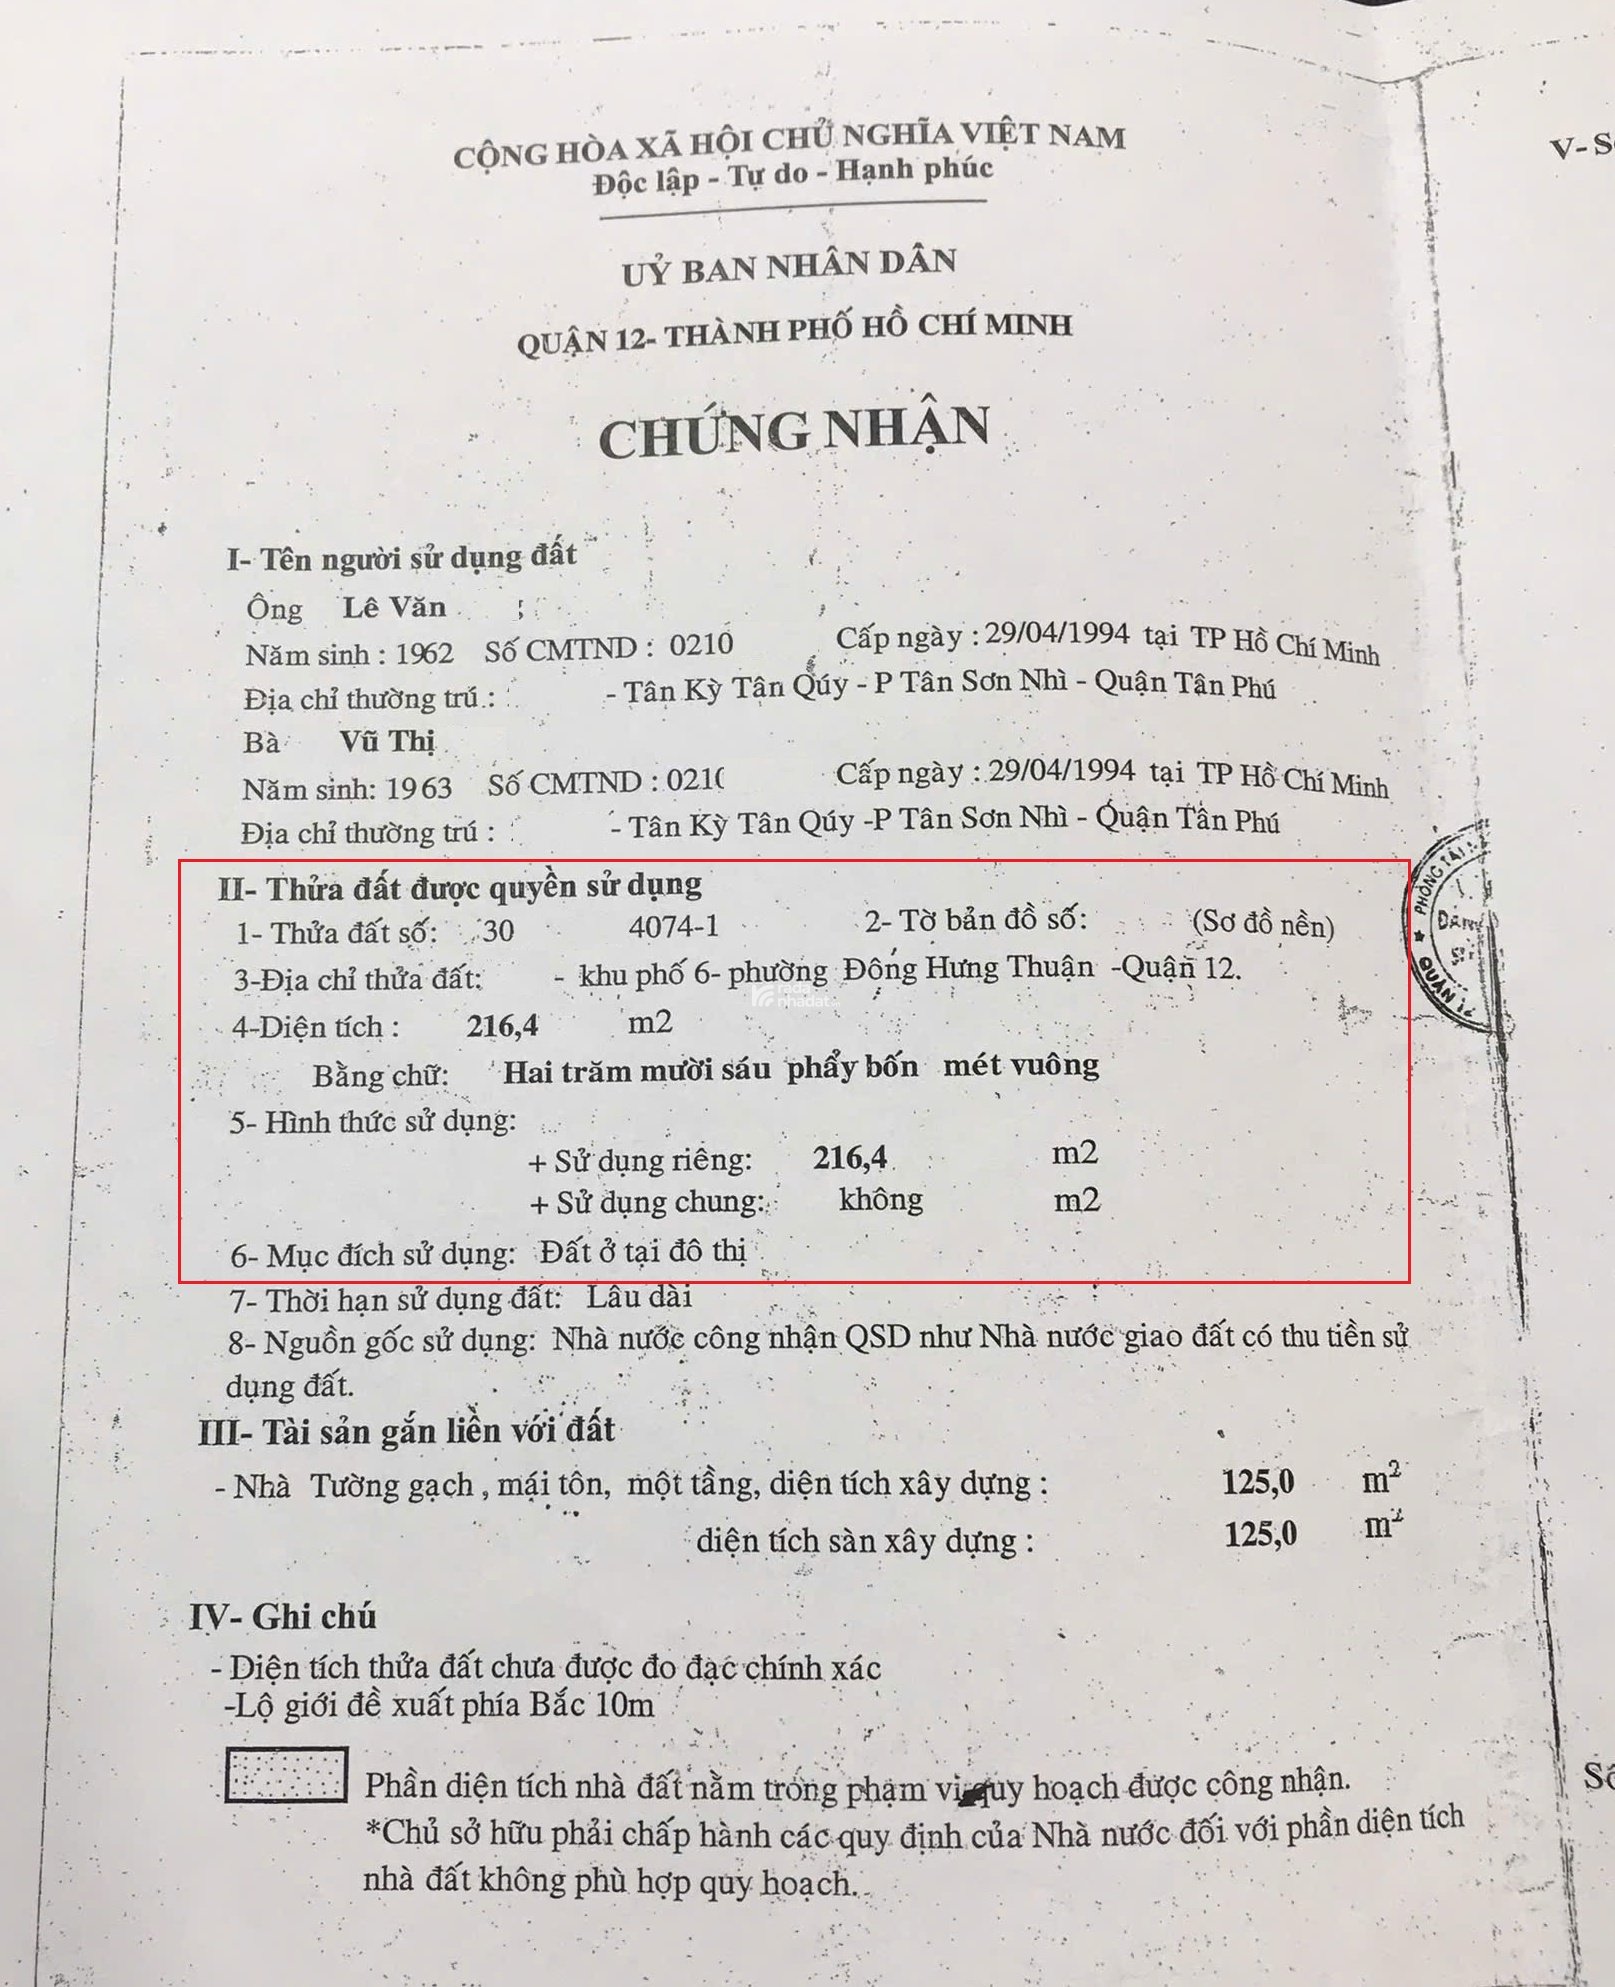 CỘNG HÒA XÃ HỘI CHỦ NGHĨA VIỆT NAM
Độc lập - Tự do - Hạnh phúc
UỶ BAN NHÂN DÂN
QUẬN 12- THÀNH PHỐ HỒ CHÍ MINH
CHỨNG NHẬN
I- Tên người sử dụng đất
Ông Lê Văn
Năm sinh : 1962 Số CMTND : 0210 Cấp ngày : 29/04/1994 tại TP Hồ Chí Minh
Địa chỉ thường trú : - Tân Kỳ Tân Qúy - P Tân Sơn Nhì - Quận Tân Phú
Bà Vũ Thị
Năm sinh: 1963 Số CMTND : 021 Cấp ngày : 29/04/1994 tại TP Hồ Chí Minh
Địa chỉ thường trú : - Tân Kỳ Tân Qúy -P Tân Sơn Nhì - Quận Tân Phú
II- Thửa đất được quyền sử dụng
1- Thửa đất số: 30 4074-1 2- Tờ bản đồ số: (Sơ đồ nền)
3-Địa chỉ thửa đất: - khu phố 6- phường Đông Hưng Thuận -Quận 12.
rada nhadat
4-Diện tích : 216,4 m2
Bằng chữ: Hai trăm mười sáu phẩy bốn mét vuông
5- Hình thức sử dụng:
+ Sử dụng riêng: 216,4 m2
+ Sử dụng chung: không m2
6- Mục đích sử dụng: Đất ở tại đô thị
7- Thời hạn sử dụng đất: Lâu dài
8- Nguồn gốc sử dụng: Nhà nước công nhận QSD như Nhà nước giao đất có thu tiền sử
dụng đất.
III- Tài sản gắn liền với đất
- Nhà Tường gạch , mái tôn, một tầng, diện tích xây dựng : 125,0 m²
diện tích sàn xây dựng : 125,0 m²
IV- Ghi chú
- Diện tích thửa đất chưa được đo đạc chính xác
-Lộ giới đề xuất phía Bắc 10m
Phần diện tích nhà đất nằm trong phạm vi quy hoạch được công nhận.
*Chủ sở hữu phải chấp hành các quy định của Nhà nước đối với phần diện tích
nhà đất không phù hợp quy hoạch.
V- S
PHÒNG TÀI
QUẬN 12